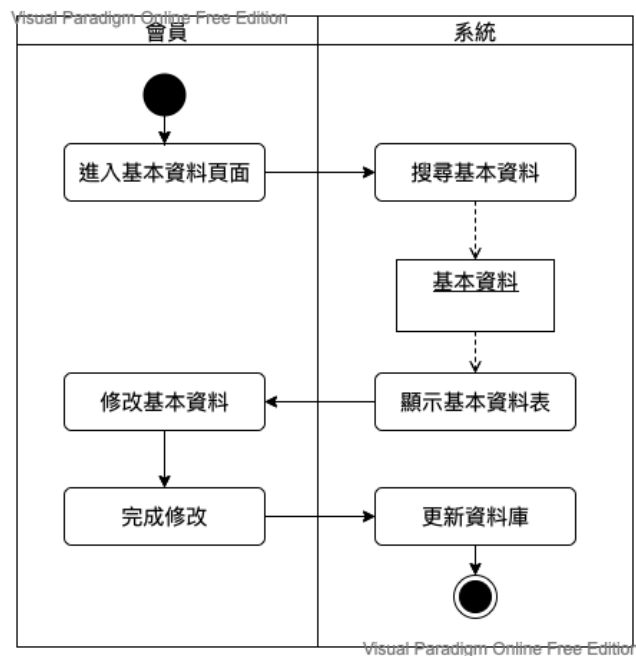 Visual Paradigm Online Free Edition
會員
系統
進入基本資料頁面
搜尋基本資料
基本資料
修改基本資料
顯示基本資料表
完成修改
更新資料庫
Visual Paradigm Online Free Edition